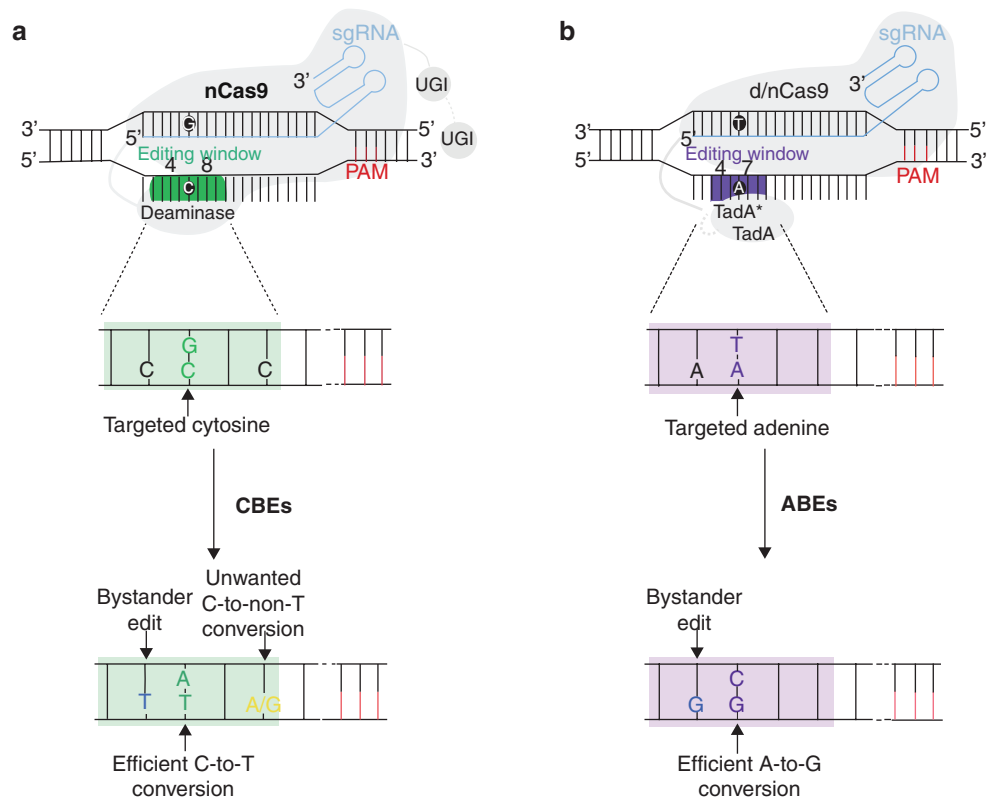 a
sgRNA
3’
nCas9
UGI
UGI
G
3’
5’
5’
5’
3’
Editing window
4 8
PAM
C
Deaminase
G
C
C
C
Targeted cytosine
CBEs
Bystander
edit
Unwanted
C-to-non-T
conversion
A
T
T
A/G
Efficient C-to-T
conversion
b
sgRNA
3’
d/nCas9
T
3’
5’
5’
5’
3’
Editing window
4 7
PAM
A
TadA*
TadA
T
A
A
Targeted adenine
ABEs
Bystander
edit
C
G
G
Efficient A-to-G
conversion